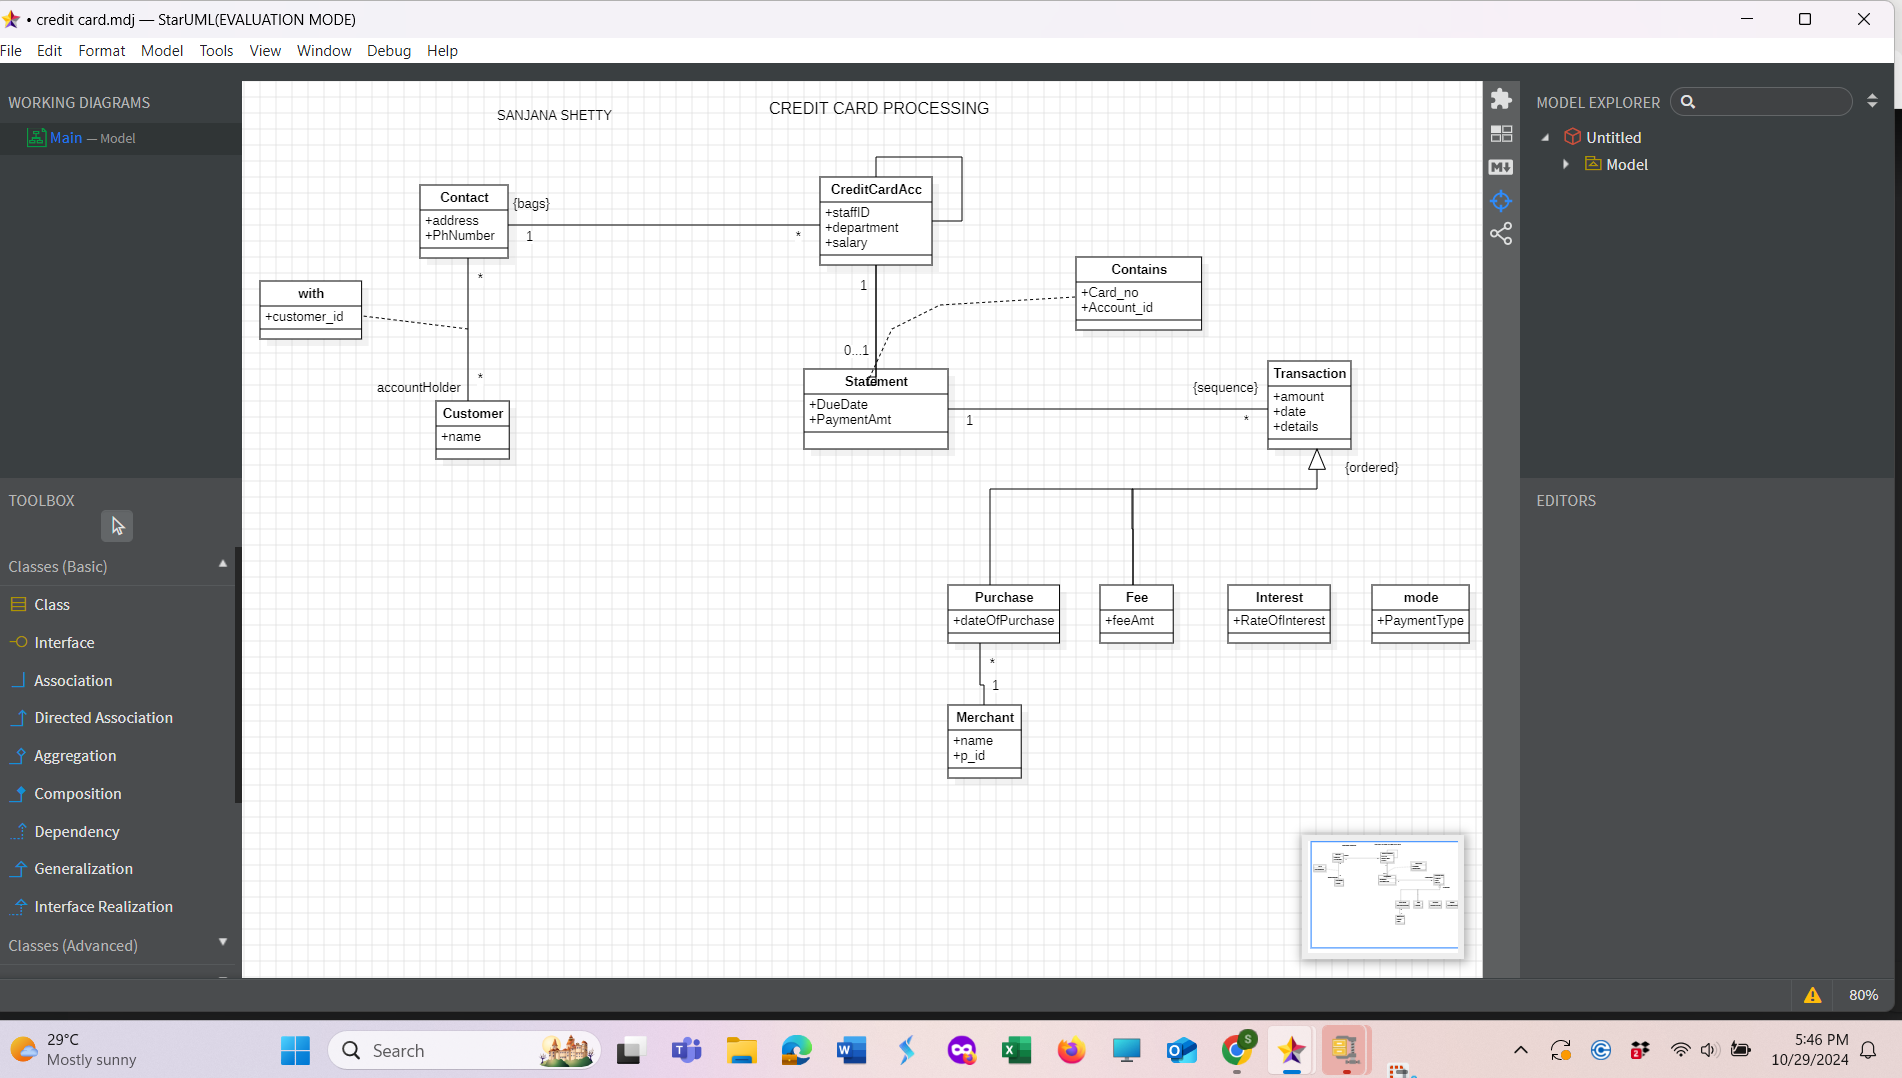 • credit card.mdj — StarUML(EVALUATION MODE)
File Edit Format Model Tools View Window Debug Help
WORKING DIAGRAMS
Main — Model
TOOLBOX
Classes (Basic)
Class
Interface
Association
Directed Association
Aggregation
Composition
Dependency
Generalization
Interface Realization
Classes (Advanced)
SANJANA SHETTY
CREDIT CARD PROCESSING
Contact
+address
+PhNumber
{bags}
1
*
CreditCardAcc
+staffID
+department
+salary
*
with
+customer_id
*
accountHolder
Customer
+name
1
0...1
Contains
+Card_no
+Account_id
Statement
+DueDate
+PaymentAmt
1
{sequence}
*
Transaction
+amount
+date
+details
{ordered}
Purchase
+dateOfPurchase
Fee
+feeAmt
Interest
+RateOfInterest
mode
+PaymentType
*
1
Merchant
+name
+p_id
MODEL EXPLORER
Untitled
Model
EDITORS
80%
29°C
Mostly sunny
Search
5:46 PM
10/29/2024